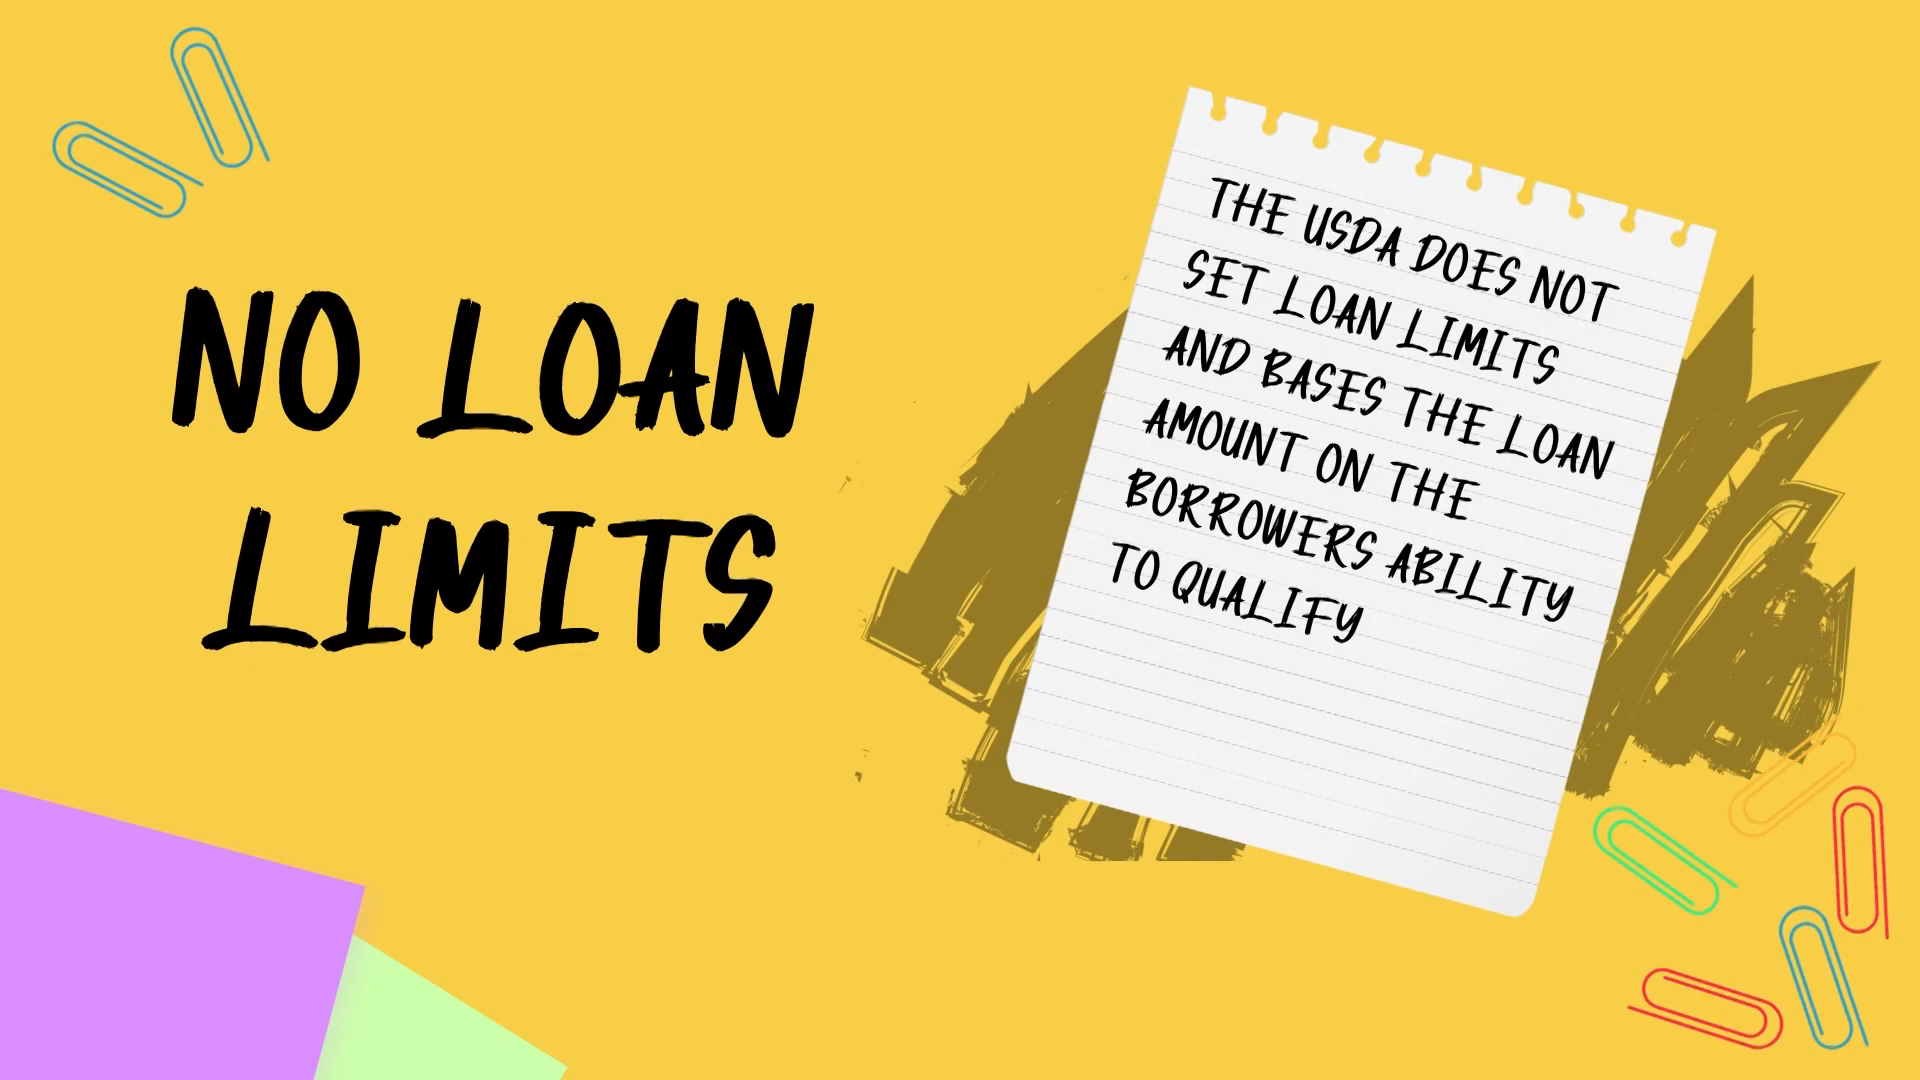 NO LOAN
LIMITS
THE USDA DOES NOT
SET LOAN LIMITS
AND BASES THE LOAN
AMOUNT ON THE
BORROWERS ABILITY
TO QUALIFY